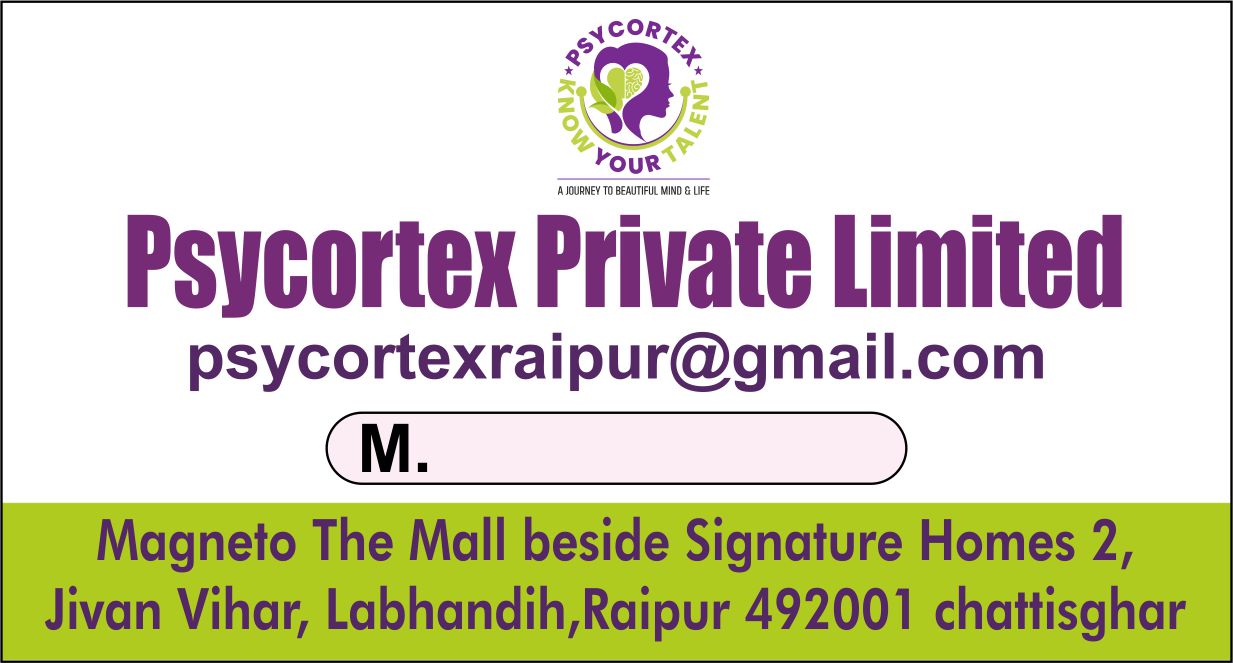 PSYCORTEX
KNOW YOUR TALENT
A JOURNEY TO BEAUTIFUL MIND & LIFE
Psycortex Private Limited
psycortexraipur@gmail.com
M.
Magneto The Mall beside Signature Homes 2,
Jivan Vihar, Labhandih,Raipur 492001 chattisghar